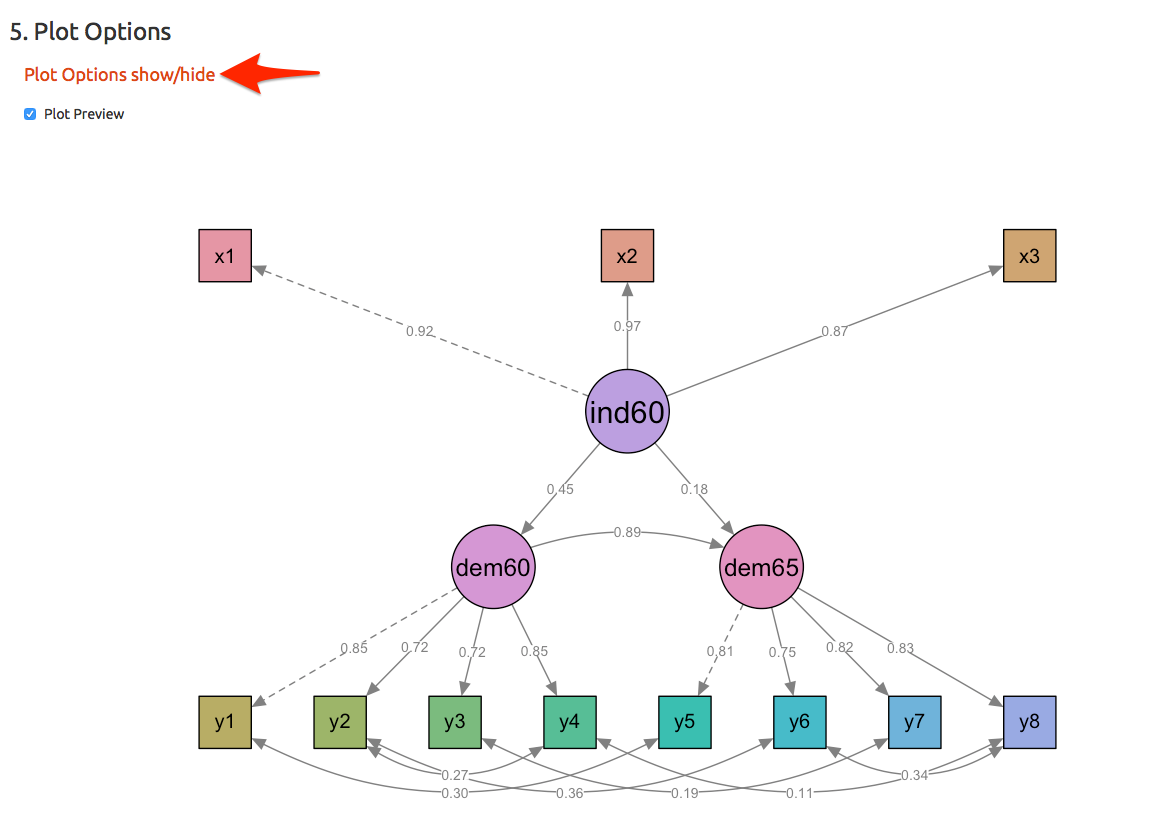 5. Plot Options
Plot Options show/hide
Plot Preview
x1 x2 x3
0.92 0.97 0.87
ind60
0.45 0.18
0.89
dem60 dem65
0.85 0.72 0.72 0.85 0.81 0.75 0.82 0.83
y1 y2 y3 y4 y5 y6 y7 y8
0.27 0.34
0.30 0.36 0.19 0.11